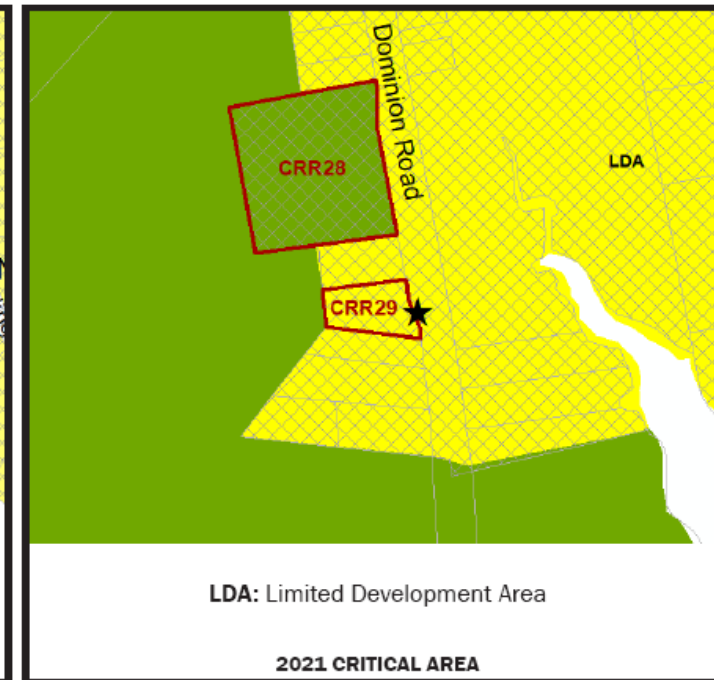 Dominion Road
CRR28
LDA
CRR29
LDA: Limited Development Area
2021 CRITICAL AREA